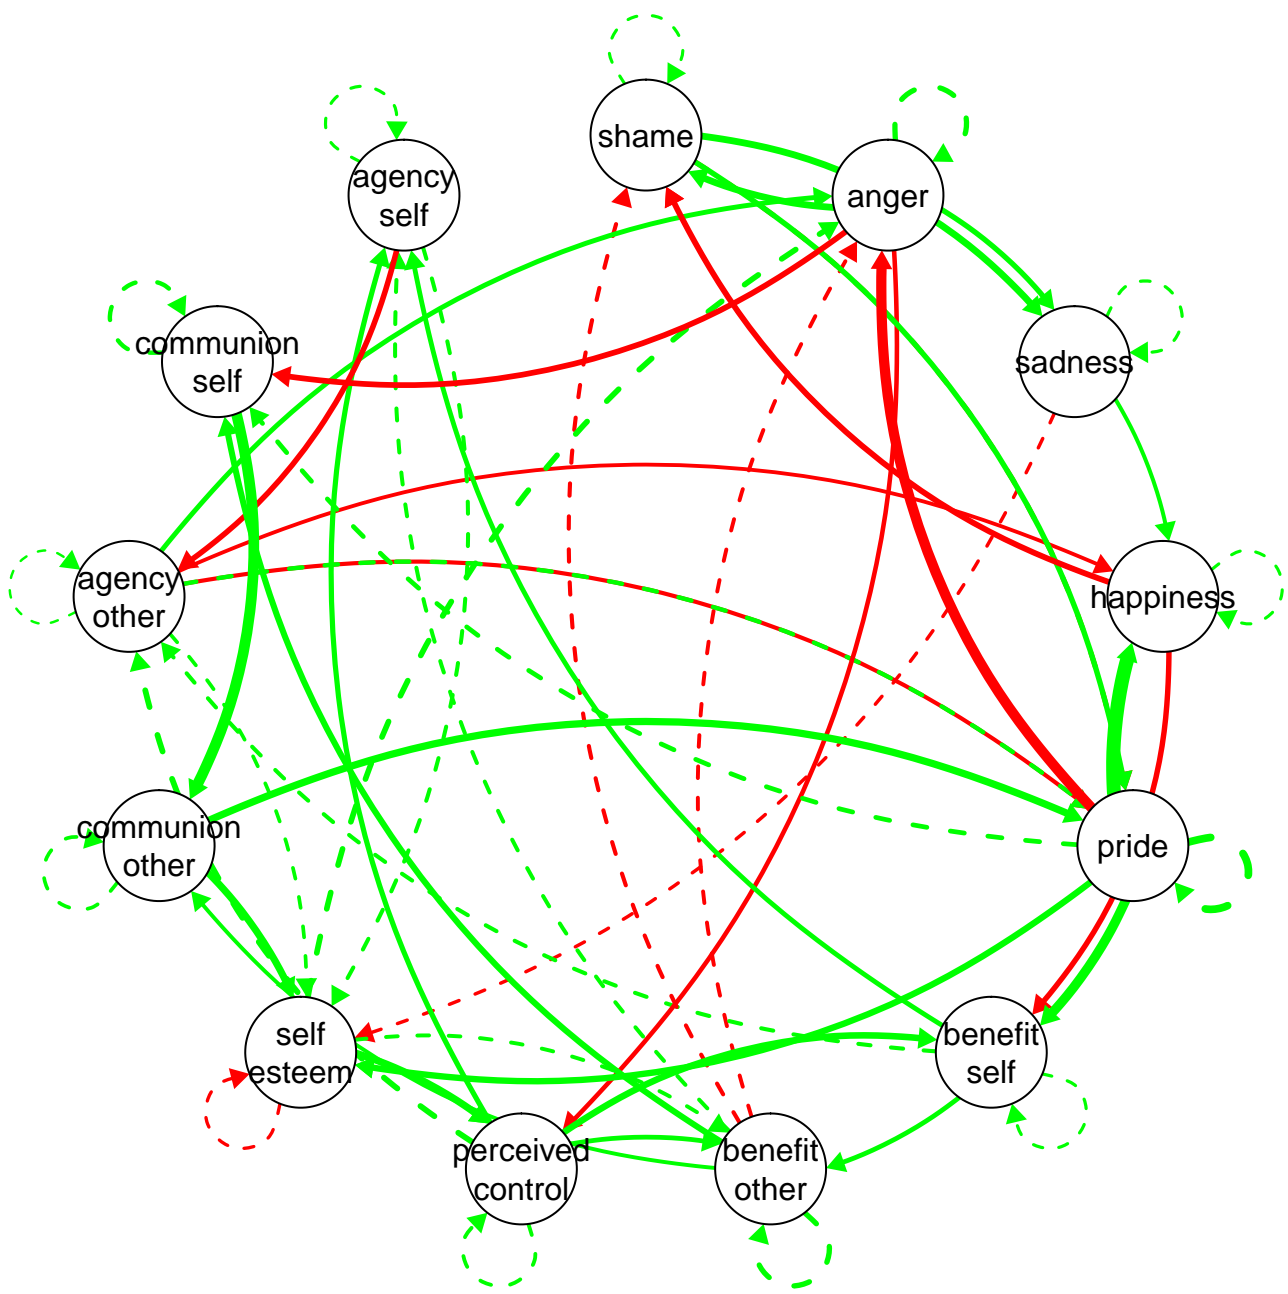 shame
anger
agency
self
sadness
communion
self
agency
other
happiness
communion
other
pride
self
esteem
benefit
self
perceived
control
benefit
other